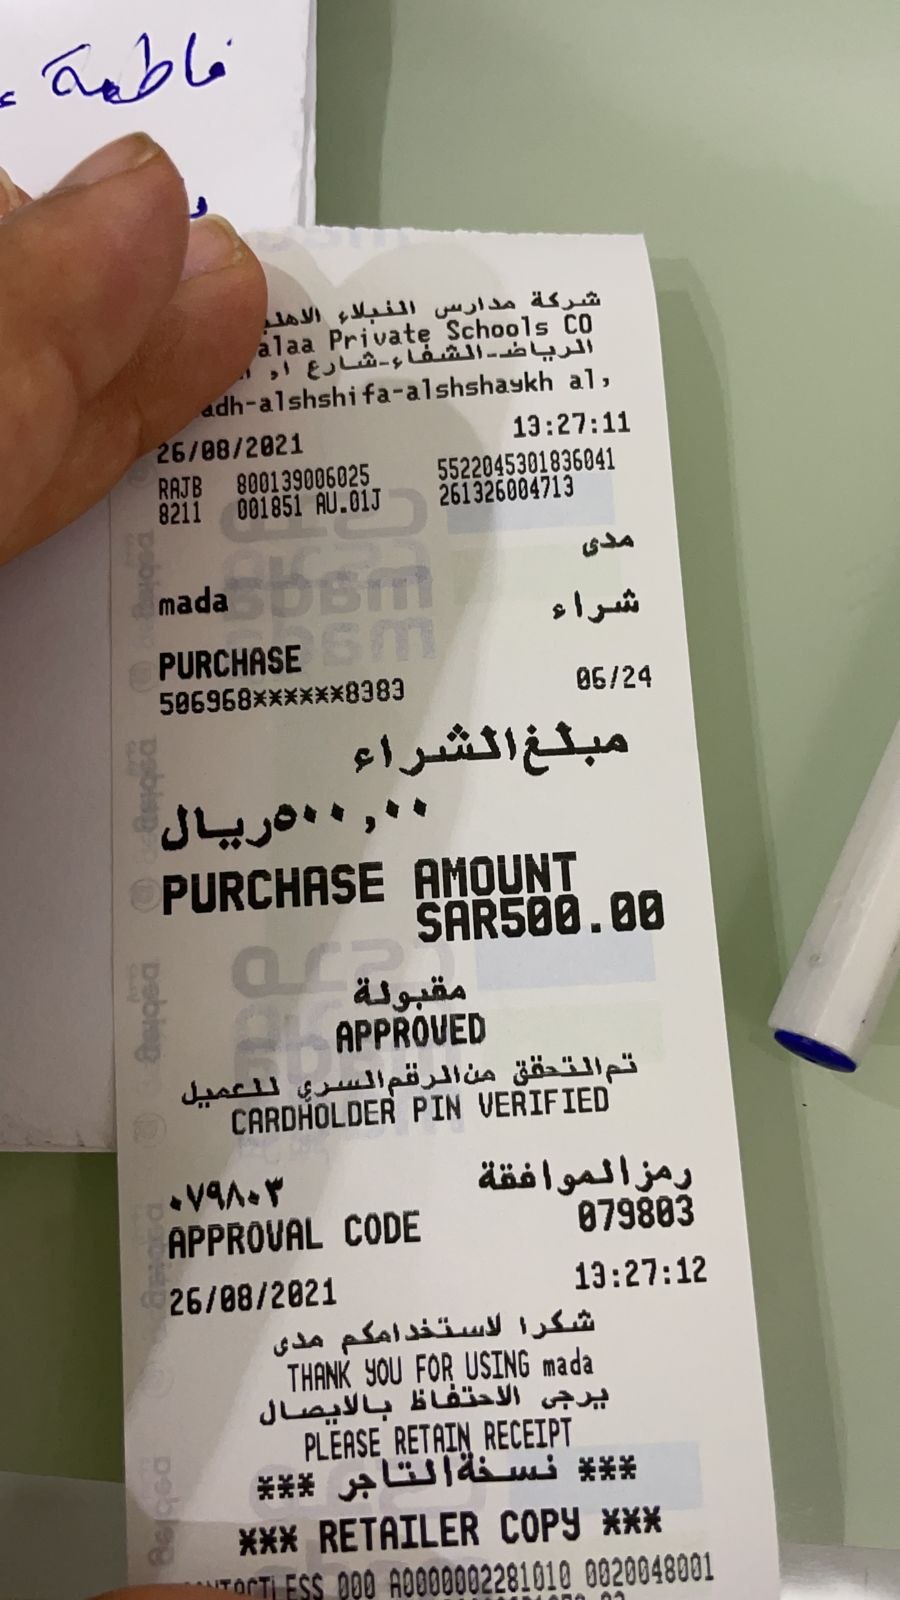 فاطمة
شركة مدارس النبلاء
Private Schools CO
الرياض-الشفاء-شارع
-alshshifa-alshshaykh al,
26/08/2021 13:27:11
RAJB 800139006025 5522045301836041
8211 001851 AU.01J 261326004713
مدى
mada
شراء
PURCHASE
506968******8383 06/24
مبلغ الشراء
٥٠٠,٠٠ ريال
PURCHASE AMOUNT
SAR500.00
مقبولة
APPROVED
تم التحقق من الرقم السري للعميل
CARDHOLDER PIN VERIFIED
٠٧٩٨٠٣ رمز الموافقة
APPROVAL CODE 079803
26/08/2021 13:27:12
شكرا لاستخدامكم مدى
THANK YOU FOR USING mada
يرجى الاحتفاظ بالايصال
PLEASE RETAIN RECEIPT
*** نسخة التاجر ***
*** RETAILER COPY ***
CONTACTLESS 000 A0000002281010 0020048001